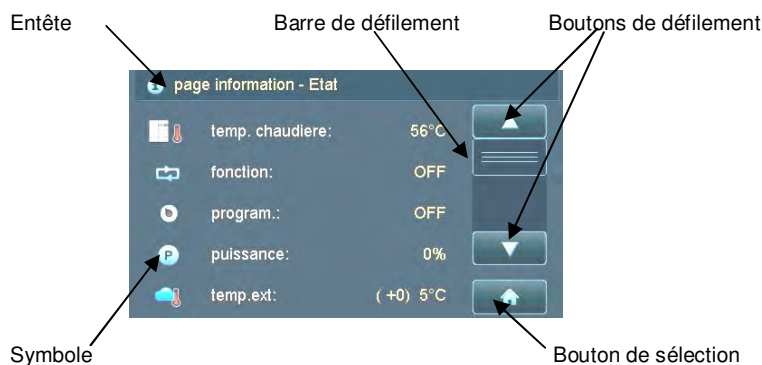 Entête Barre de défilement Boutons de défilement
page information - Etat
temp. chaudiere: 56°C
fonction: OFF
program.: OFF
P puissance: 0%
temp.ext: ( +0) 5°C
Symbole Bouton de sélection